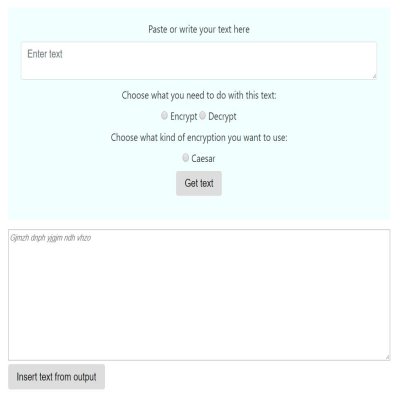 Paste or write your text here
Enter text
Choose what you need to do with this text:
Encrypt Decrypt
Choose what kind of encryption you want to use:
Caesar
Get text
Gjmzh dnph yjgjm ndh vhzo
Insert text from output